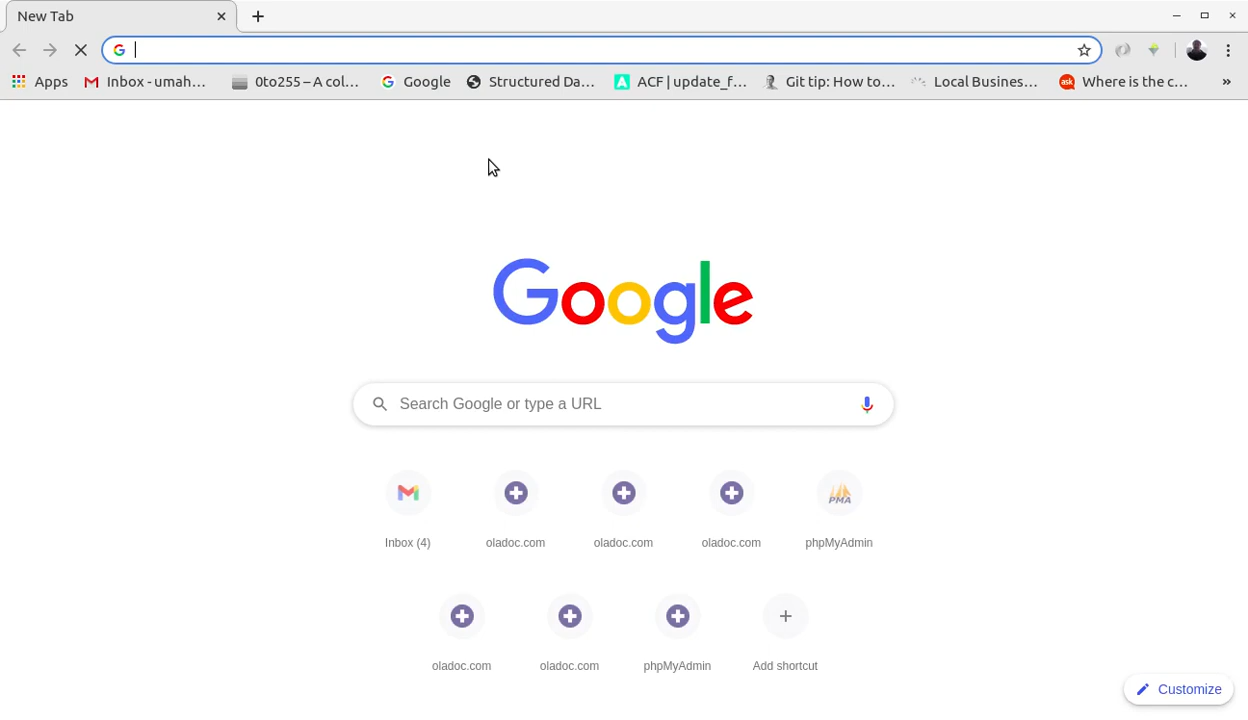 New Tab
Apps Inbox - umah... 0to255 – A col... Google Structured Da... ACF | update_f... Git tip: How to... Local Busines... ask Where is the c... »
Google
Search Google or type a URL
Inbox (4) oladoc.com oladoc.com oladoc.com PMA phpMyAdmin
oladoc.com oladoc.com phpMyAdmin Add shortcut
Customize